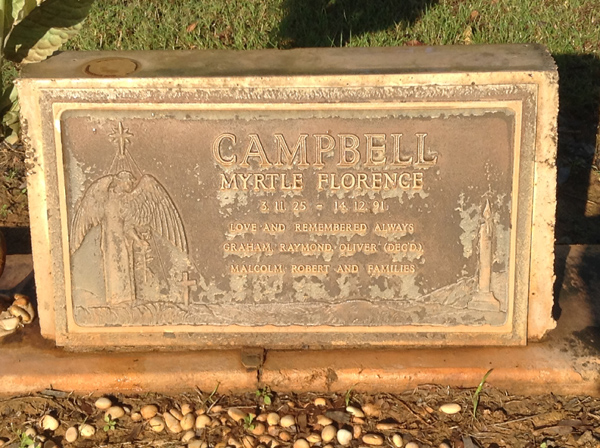 CAMPBELL
MYRTLE FLORENCE
3.11.25 - 14.12.91
LOVE AND REMEMBERED ALWAYS
GRAHAM, RAYMOND, OLIVER (DEC'D)
MALCOLM, ROBERT AND FAMILIES